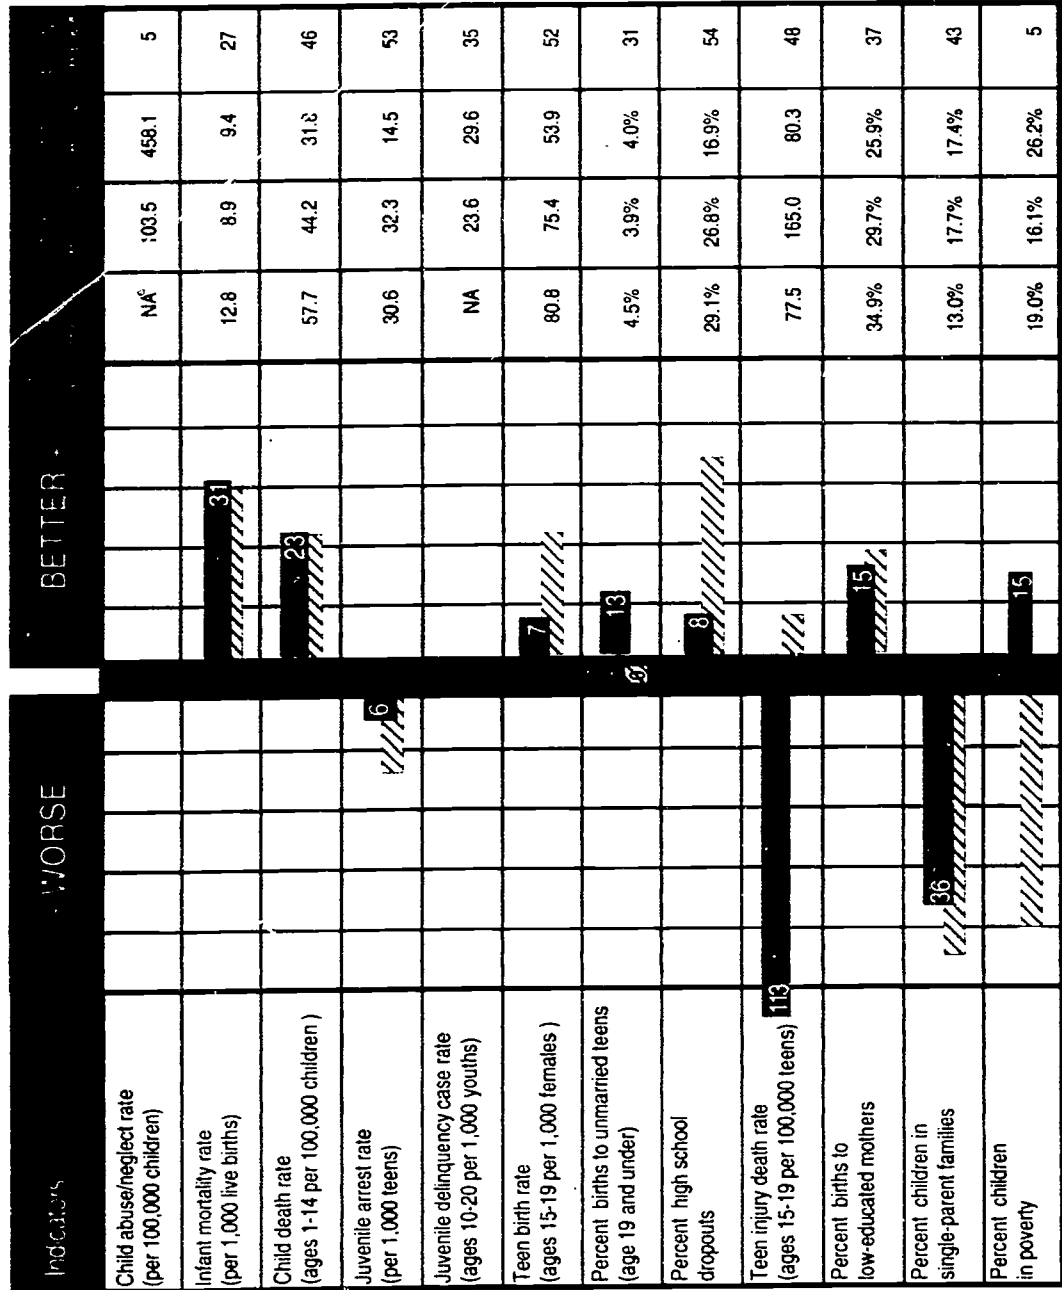 Indicators
- WORSE
BETTER -
Child abuse/neglect rate
(per 100,000 children)
NAc 103.5 458.1 5
Infant mortality rate
(per 1,000 live births)
31
12.8 8.9 9.4 27
Child death rate
(ages 1-14 per 100,000 children )
23
57.7 44.2 46
Juvenile arrest rate
(per 1,000 teens)
6
30.6 32.3 14.5 53
Juvenile delinquency case rate
(ages 10-20 per 1,000 youths)
NA 23.6 29.6 35
Teen birth rate
(ages 15-19 per 1,000 females )
7
80.8 75.4 53.9 52
Percent births to unmarried teens
(age 19 and under)
13
4.5% 3.9% 4.0% 31
Percent high school
dropouts
8
29.1% 26.8% 16.9% 54
Teen injury death rate
(ages 15-19 per 100,000 teens)
113
77.5 165.0 80.3 48
Percent births to
low-educated mothers
15
34.9% 29.7% 25.9% 37
Percent children in
single-parent families
36
13.0% 17.7% 17.4% 43
Percent children
in poverty
15
19.0% 16.1% 26.2% 5